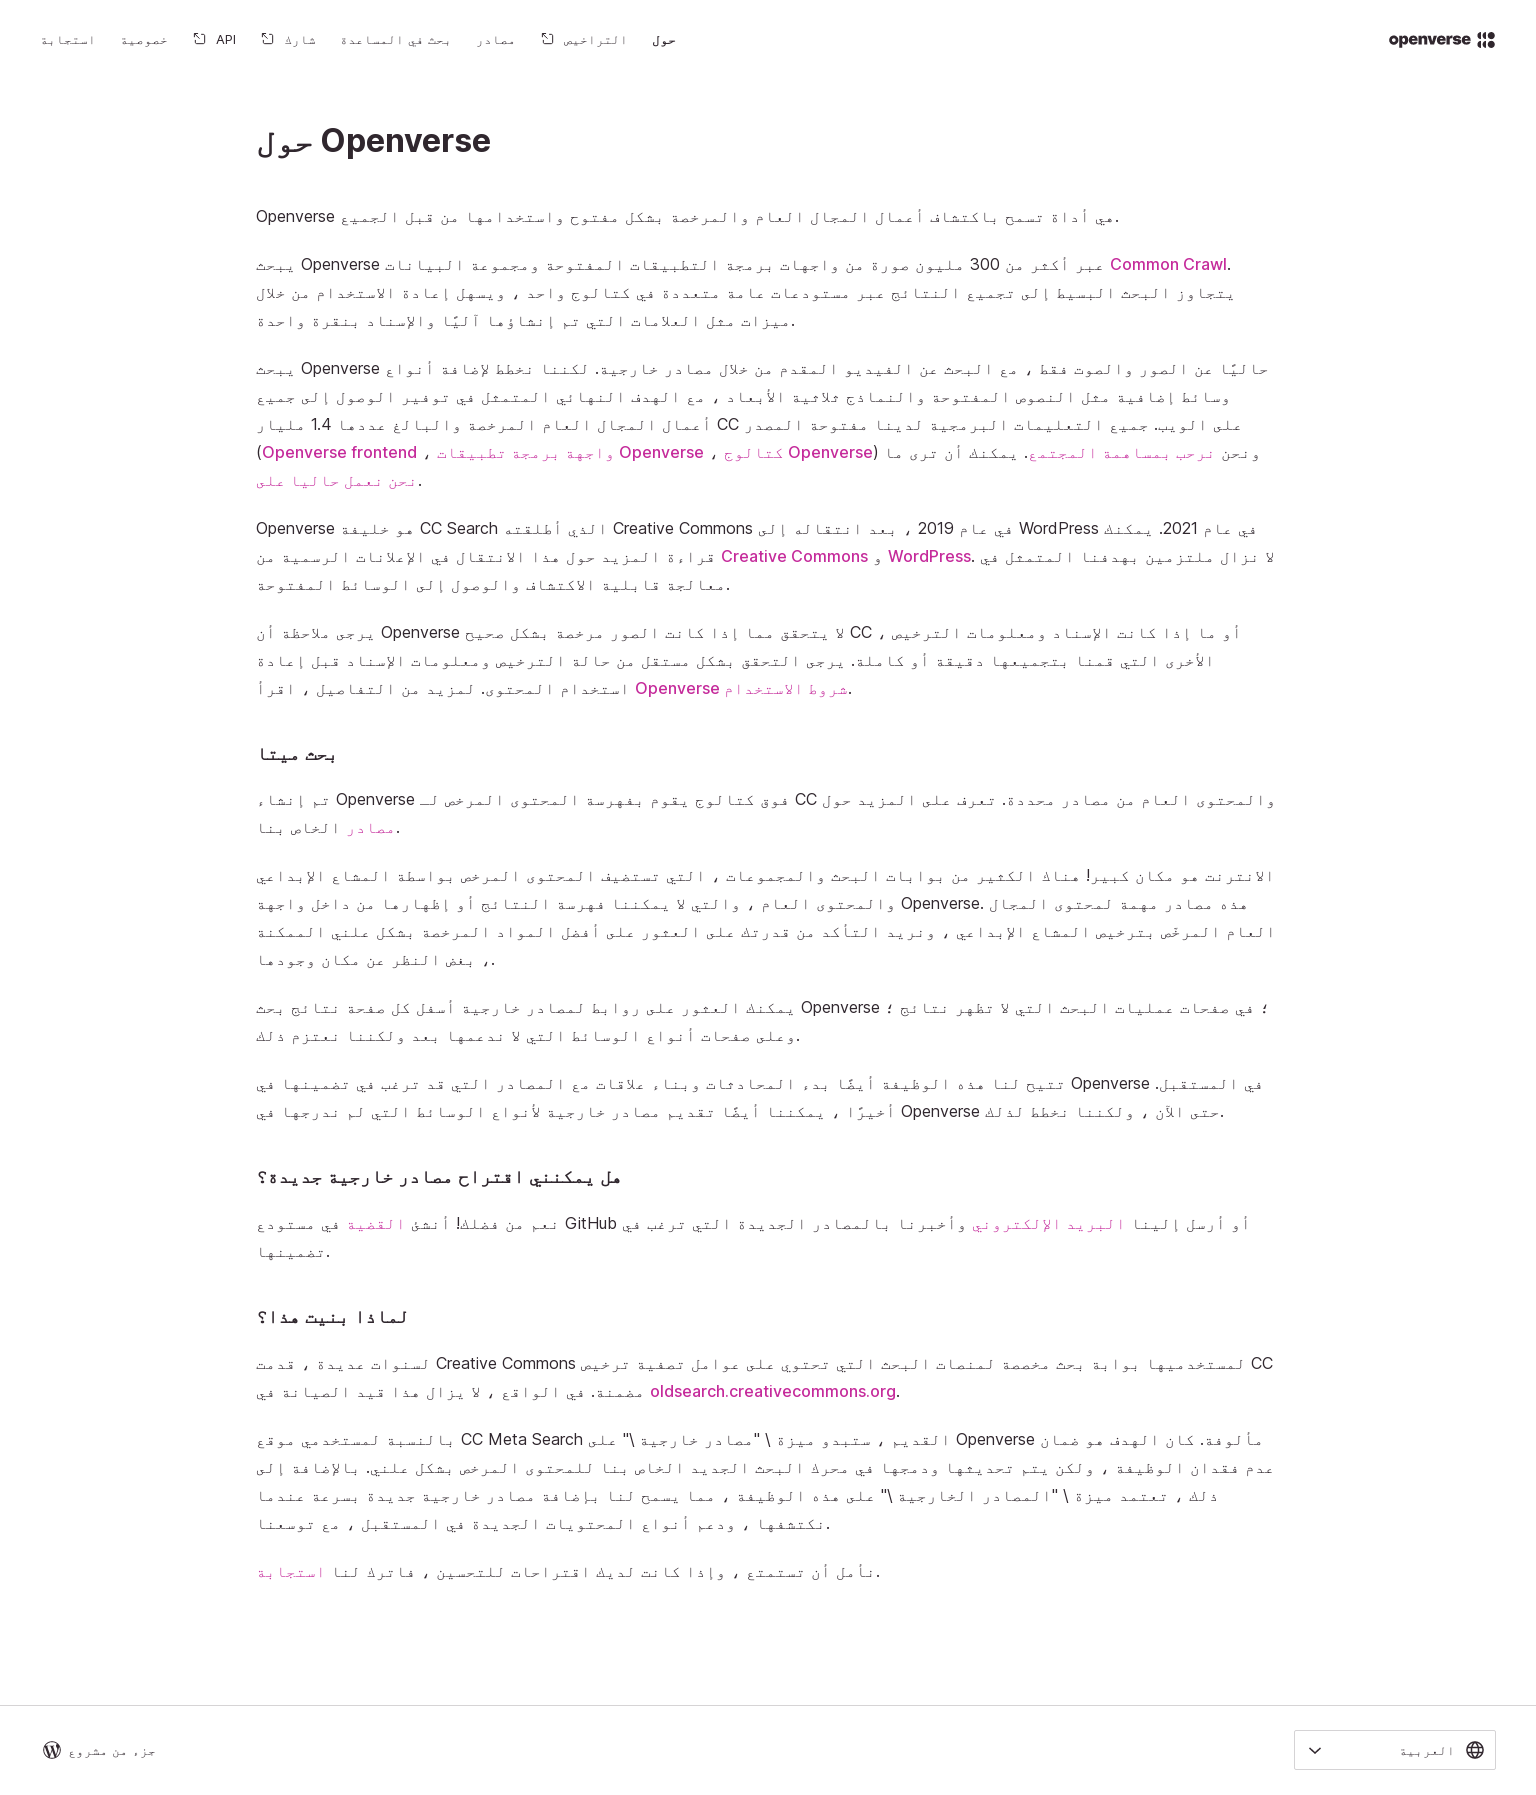 openverse
حول
التراخيص
مصادر
بحث في المساعدة
شارك
API
خصوصية
استجابة
حول Openverse
Openverse هي أداة تسمح باكتشاف أعمال المجال العام والمرخصة بشكل مفتوح واستخدامها من قبل الجميع.
يبحث Openverse عبر أكثر من 300 مليون صورة من واجهات برمجة التطبيقات المفتوحة ومجموعة البيانات Common Crawl.
يتجاوز البحث البسيط إلى تجميع النتائج عبر مستودعات عامة متعددة في كتالوج واحد ، ويسهل إعادة الاستخدام من خلال
ميزات مثل العلامات التي تم إنشاؤها آليًا والإسناد بنقرة واحدة.
يبحث Openverse حاليًا عن الصور والصوت فقط ، مع البحث عن الفيديو المقدم من خلال مصادر خارجية. لكننا نخطط لإضافة أنواع
وسائط إضافية مثل النصوص المفتوحة والنماذج ثلاثية الأبعاد ، مع الهدف النهائي المتمثل في توفير الوصول إلى جميع
أعمال المجال العام المرخصة والبالغ عددها 1.4 مليار CC على الويب. جميع التعليمات البرمجية لدينا مفتوحة المصدر
(Openverse frontend ، واجهة برمجة تطبيقات Openverse ، كتالوج Openverse) ونحن نرحب بمساهمة المجتمع. يمكنك أن ترى ما
نحن نعمل حاليا على.
Openverse هو خليفة CC Search الذي أطلقته Creative Commons في عام 2019 ، بعد انتقاله إلى WordPress في عام 2021. يمكنك
قراءة المزيد حول هذا الانتقال في الإعلانات الرسمية من Creative Commons و WordPress. لا نزال ملتزمين بهدفنا المتمثل في
معالجة قابلية الاكتشاف والوصول إلى الوسائط المفتوحة.
يرجى ملاحظة أن Openverse لا يتحقق مما إذا كانت الصور مرخصة بشكل صحيح CC ، أو ما إذا كانت الإسناد ومعلومات الترخيص
الأخرى التي قمنا بتجميعها دقيقة أو كاملة. يرجى التحقق بشكل مستقل من حالة الترخيص ومعلومات الإسناد قبل إعادة
استخدام المحتوى. لمزيد من التفاصيل ، اقرأ Openverse شروط الاستخدام.
بحث ميتا
تم إنشاء Openverse فوق كتالوج يقوم بفهرسة المحتوى المرخص لـ CC والمحتوى العام من مصادر محددة. تعرف على المزيد حول
مصادر الخاص بنا.
الانترنت هو مكان كبير! هناك الكثير من بوابات البحث والمجموعات ، التي تستضيف المحتوى المرخص بواسطة المشاع الإبداعي
والمحتوى العام ، والتي لا يمكننا فهرسة النتائج أو إظهارها من داخل واجهة Openverse. هذه مصادر مهمة لمحتوى المجال
العام المرخّص بترخيص المشاع الإبداعي ، ونريد التأكد من قدرتك على العثور على أفضل المواد المرخصة بشكل علني الممكنة
، بغض النظر عن مكان وجودها.
يمكنك العثور على روابط لمصادر خارجية أسفل كل صفحة نتائج بحث Openverse ؛ في صفحات عمليات البحث التي لا تظهر نتائج ؛
وعلى صفحات أنواع الوسائط التي لا ندعمها بعد ولكننا نعتزم ذلك.
تتيح لنا هذه الوظيفة أيضًا بدء المحادثات وبناء علاقات مع المصادر التي قد ترغب في تضمينها في Openverse في المستقبل.
أخيرًا ، يمكننا أيضًا تقديم مصادر خارجية لأنواع الوسائط التي لم ندرجها في Openverse حتى الآن ، ولكننا نخطط لذلك.
هل يمكنني اقتراح مصادر خارجية جديدة؟
نعم من فضلك! أنشئ القضية في مستودع GitHub أو أرسل إلينا البريد الإلكتروني وأخبرنا بالمصادر الجديدة التي ترغب في
تضمينها.
لماذا بنيت هذا؟
لسنوات عديدة ، قدمت Creative Commons لمستخدميها بوابة بحث مخصصة لمنصات البحث التي تحتوي على عوامل تصفية ترخيص CC
مضمنة. في الواقع ، لا يزال هذا قيد الصيانة في oldsearch.creativecommons.org.
بالنسبة لمستخدمي موقع CC Meta Search القديم ، ستبدو ميزة \ "مصادر خارجية \" على Openverse مألوفة. كان الهدف هو ضمان
عدم فقدان الوظيفة ، ولكن يتم تحديثها ودمجها في محرك البحث الجديد الخاص بنا للمحتوى المرخص بشكل علني. بالإضافة إلى
ذلك ، تعتمد ميزة \ "المصادر الخارجية \" على هذه الوظيفة ، مما يسمح لنا بإضافة مصادر خارجية جديدة بسرعة عندما
نكتشفها ، ودعم أنواع المحتويات الجديدة في المستقبل ، مع توسعنا.
نأمل أن تستمتع ، وإذا كانت لديك اقتراحات للتحسين ، فاترك لنا استجابة.
العربية
جزء من مشروع